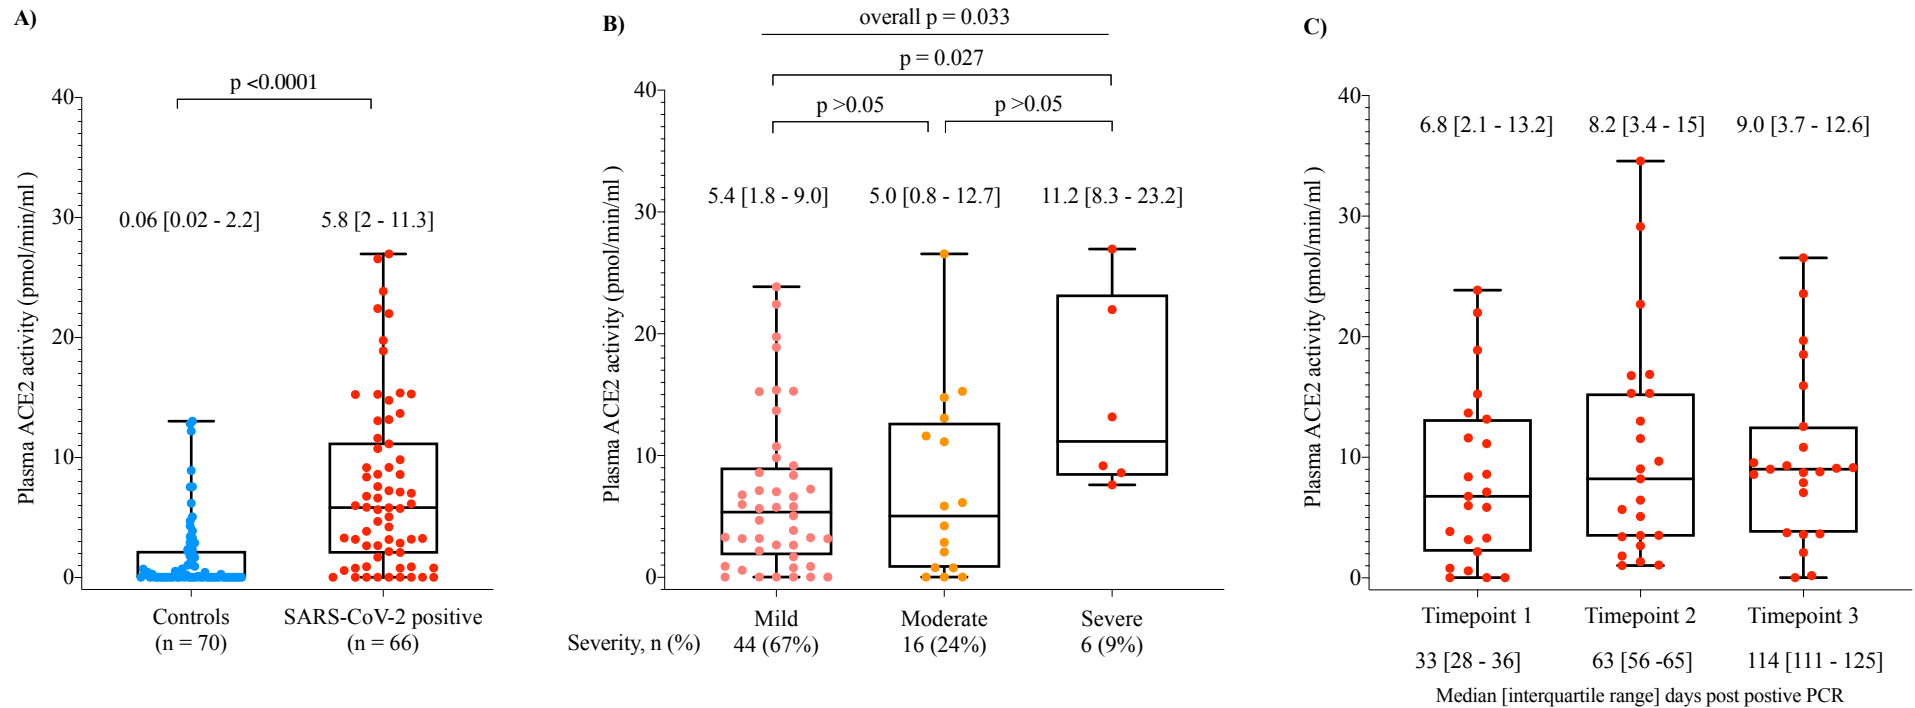 A)
p <0.0001
40
30
20
10
0
Plasma ACE2 activity (pmol/min/ml )
0.06 [0.02 - 2.2]
5.8 [2 - 11.3]
Controls
(n = 70)
SARS-CoV-2 positive
(n = 66)
B)
overall p = 0.033
p = 0.027
p >0.05
p >0.05
40
30
20
10
0
Plasma ACE2 activity (pmol/min/ml )
5.4 [1.8 - 9.0]
5.0 [0.8 - 12.7]
11.2 [8.3 - 23.2]
Mild
Moderate
Severe
Severity, n (%)
44 (67%)
16 (24%)
6 (9%)
C)
40
30
20
10
0
Plasma ACE2 activity (pmol/min/ml )
6.8 [2.1 - 13.2]
8.2 [3.4 - 15]
9.0 [3.7 - 12.6]
Timepoint 1
Timepoint 2
Timepoint 3
33 [28 - 36]
63 [56 -65]
114 [111 - 125]
Median [interquartile range] days post postive PCR